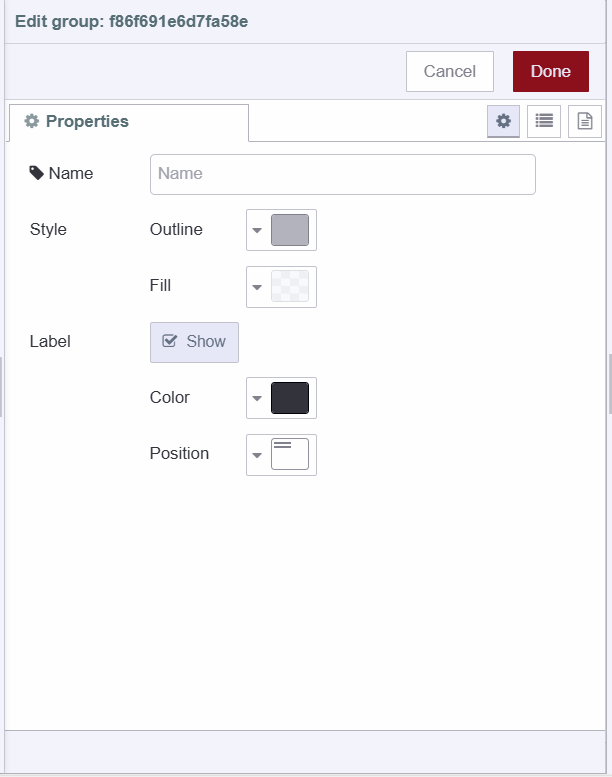 Edit group: f86f691e6d7fa58e
Cancel Done
Properties
Name Name
Style Outline
Fill
Label Show
Color
Position